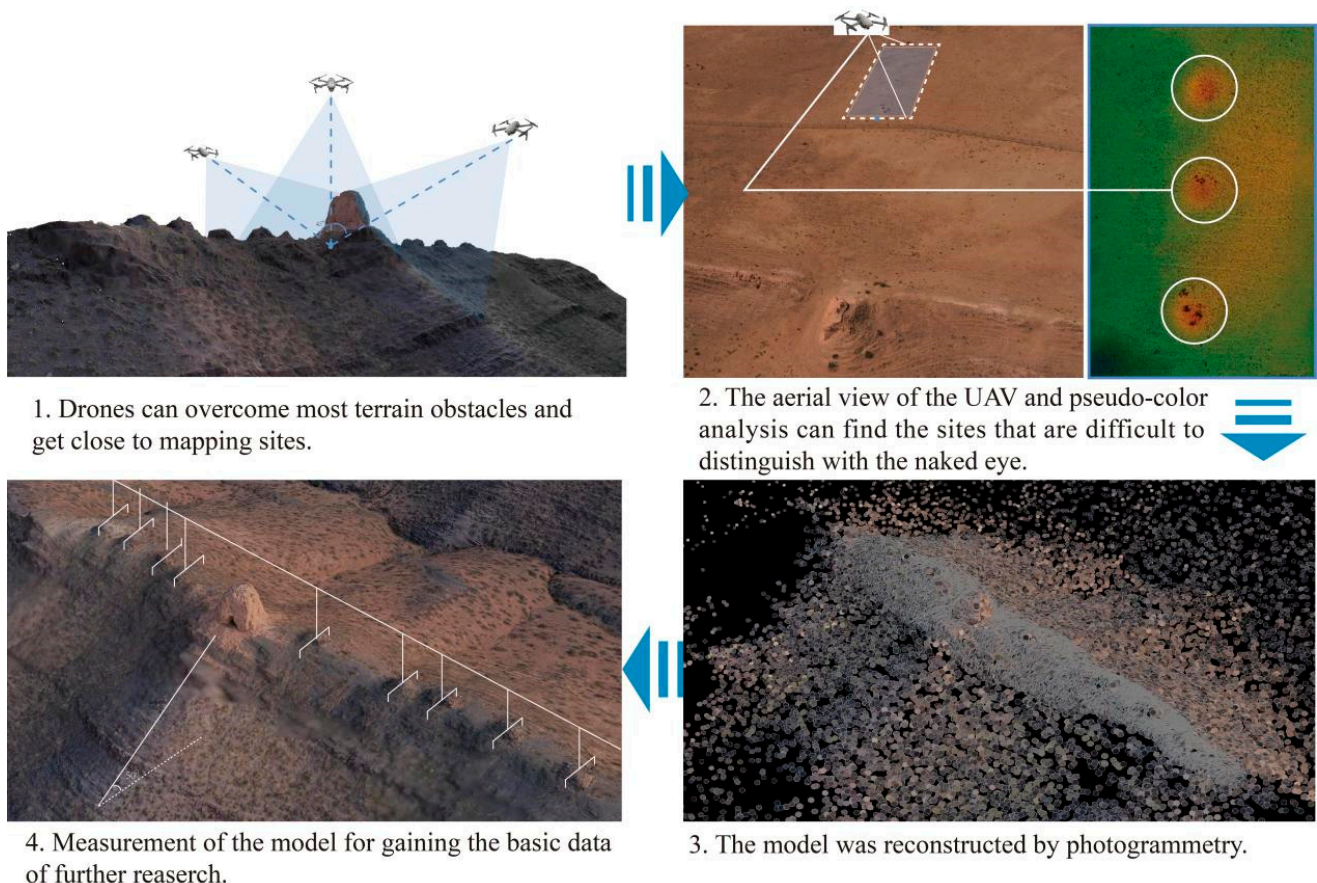 1. Drones can overcome most terrain obstacles and
get close to mapping sites.
2. The aerial view of the UAV and pseudo-color
analysis can find the sites that are difficult to
distinguish with the naked eye.
3. The model was reconstructed by photogrammetry.
4. Measurement of the model for gaining the basic data
of further reaserch.